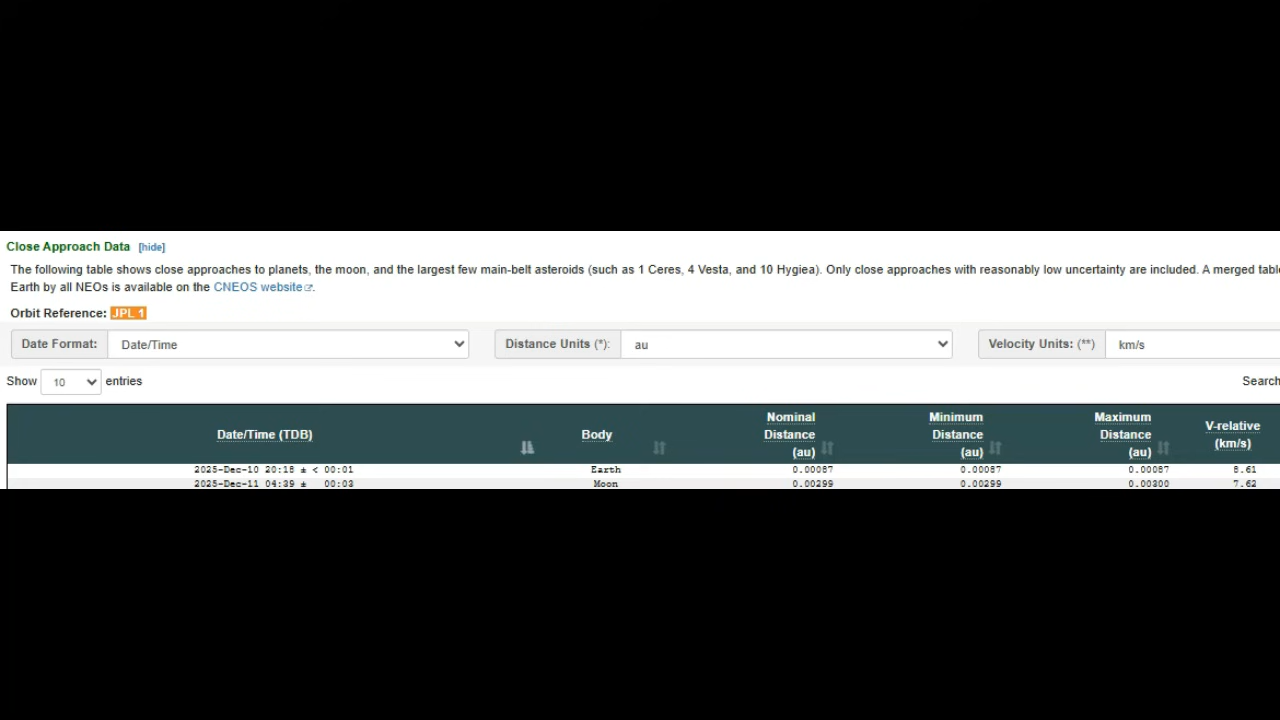 Close Approach Data [hide]
The following table shows close approaches to planets, the moon, and the largest few main-belt asteroids (such as 1 Ceres, 4 Vesta, and 10 Hygiea). Only close approaches with reasonably low uncertainty are included. A merged table
Earth by all NEOs is available on the CNEOS website.
Orbit Reference: JPL 1
Date Format: Date/Time Distance Units (*): au Velocity Units: (**) km/s
Show 10 entries Search
Date/Time (TDB) Body Nominal Distance (au) Minimum Distance (au) Maximum Distance (au) V-relative (km/s)
2025-Dec-10 20:18 ± < 00:01 Earth 0.00087 0.00087 0.00087 8.61
2025-Dec-11 04:39 ± 00:03 Moon 0.00299 0.00299 0.00300 7.62